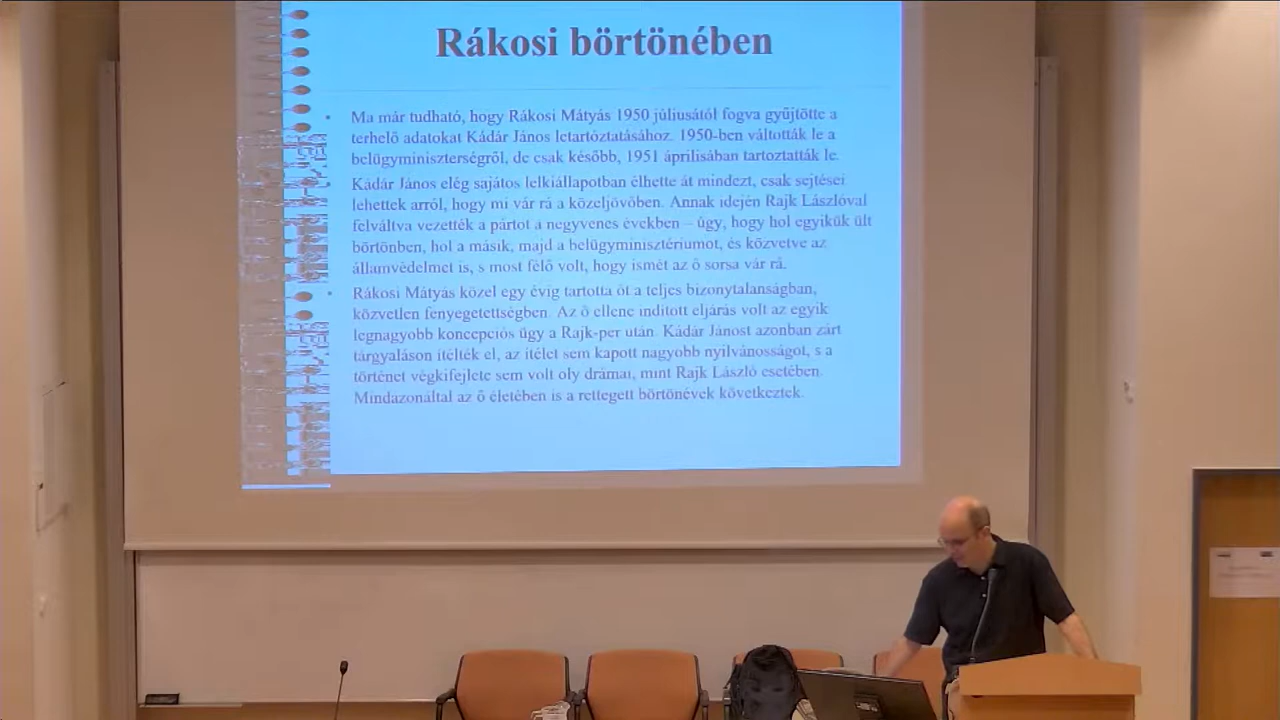 Rákosi börtönében
Ma már tudható, hogy Rákosi Mátyás 1950 júliusától fogva gyűjtötte a
terhelő adatokat Kádár János letartóztatásához. 1950-ben váltották le a
belügyminiszterségről, de csak később, 1951 áprilisában tartoztatták le.
Kádár János elég sajátos lelkiállapotban élhette át mindezt, csak sejtései
lehettek arról, hogy mi vár rá a közeljövőben. Annak idején Rajk Lászlóval
felváltva vezették a pártot a negyvenes években – úgy, hogy hol egyikük ült
börtönben, hol a másik, majd a belügyminisztériumot, és közvetve az
államvédelmet is, s most félő volt, hogy ismét az ő sorsa vár rá.
Rákosi Mátyás közel egy évig tartotta őt a teljes bizonytalanságban,
közvetlen fenyegetettségben. Az ő ellene indított eljárás volt az egyik
legnagyobb koncepciós ügy a Rajk-per után. Kádár Jánost azonban zárt
tárgyaláson ítélték el, az ítélet sem kapott nagyobb nyilvánosságot, s a
történet végkifejlete sem volt oly drámai, mint Rajk László esetében.
Mindazonáltal az ő életében is a rettegett börtönévek következtek.